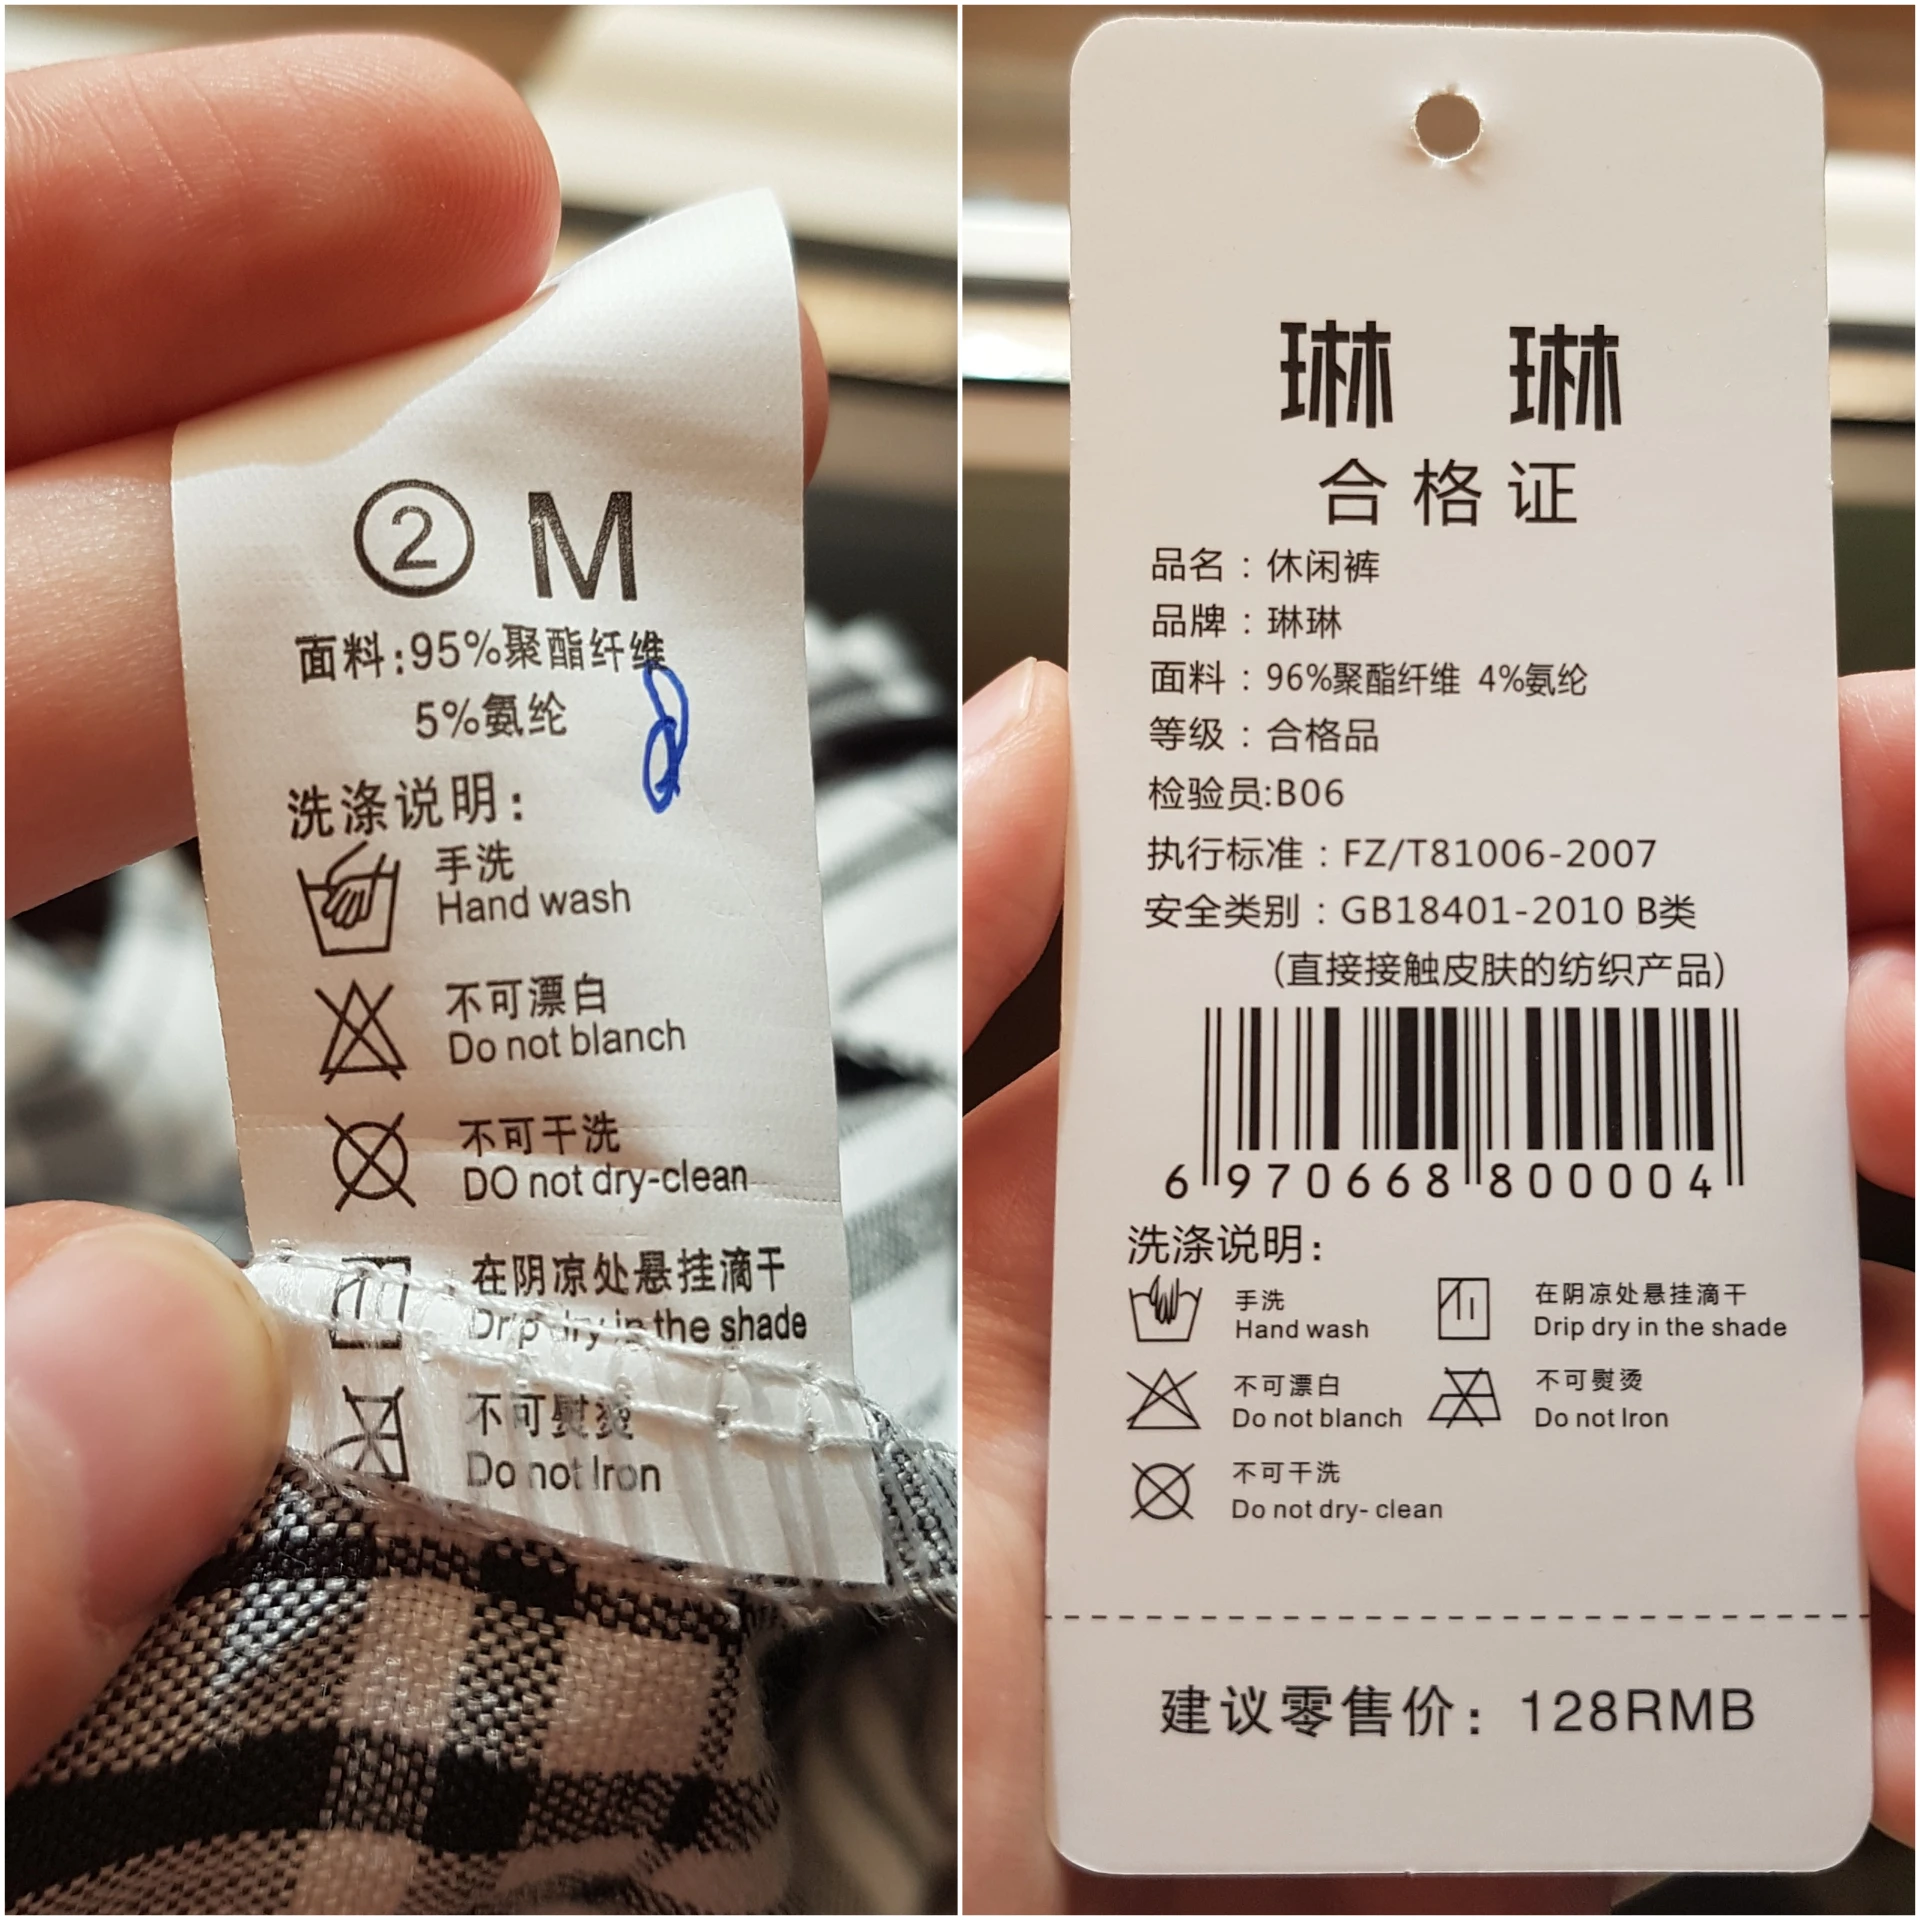 ② M
面料:95%聚酯纤维
5%氨纶
洗涤说明:
手洗
Hand wash
不可漂白
Do not blanch
不可干洗
DO not dry-clean
在阴凉处悬挂滴干
Drip dry in the shade
不可熨烫
Do not Iron
琳 琳
合格证
品名:休闲裤
品牌:琳琳
面料:96%聚酯纤维 4%氨纶
等级:合格品
检验员:B06
执行标准:FZ/T81006-2007
安全类别:GB18401-2010 B类
(直接接触皮肤的纺织产品)
6 970668 800004
洗涤说明:
手洗
Hand wash
在阴凉处悬挂滴干
Drip dry in the shade
不可漂白
Do not blanch
不可熨烫
Do not Iron
不可干洗
Do not dry- clean
建议零售价: 128RMB